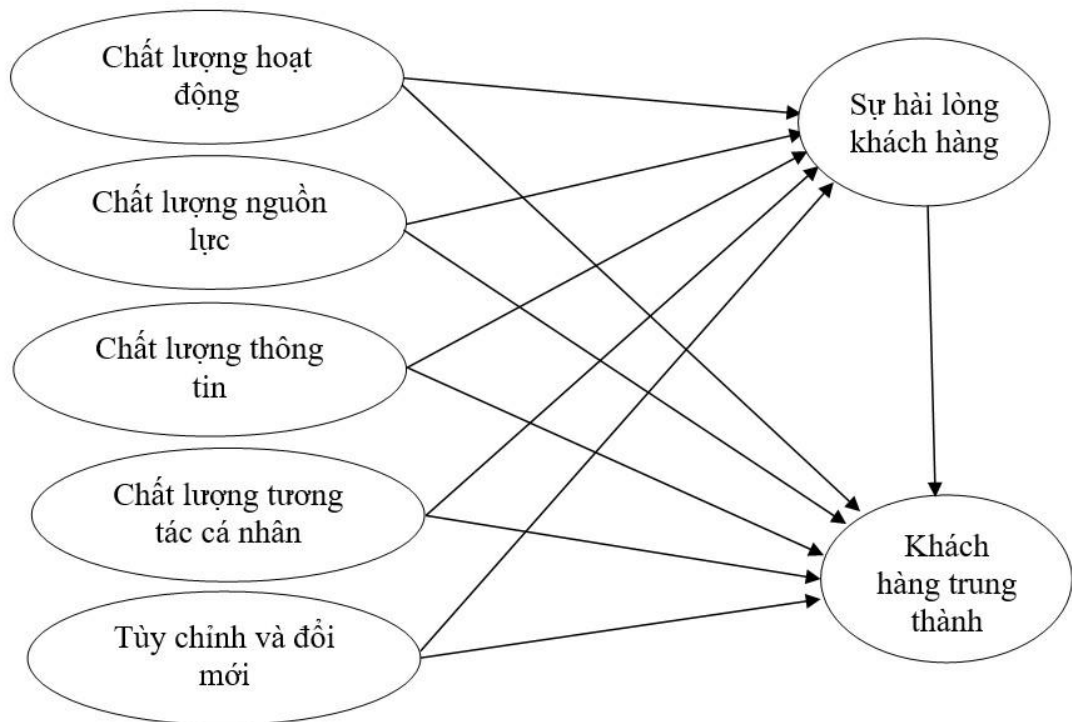 Chất lượng hoạt
động
Chất lượng nguồn
lực
Chất lượng thông
tin
Chất lượng tương
tác cá nhân
Tùy chỉnh và đổi
mới
Sự hài lòng
khách hàng
Khách
hàng trung
thành